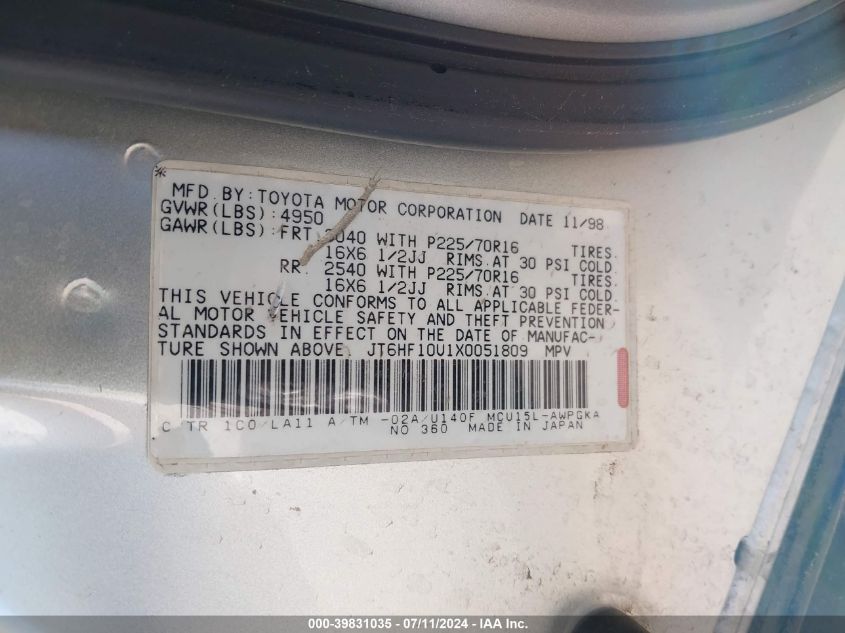 MFD. BY: TOYOTA MOTOR CORPORATION DATE 11/98
GVWR(LBS): 4950
GAWR(LBS): FRT 040 WITH P225/70R16 TIRES.
16X6 1/2JJ RIMS. AT 30 PSI COLD.
RR. 2540 WITH P225/70R16 TIRES.
16X6 1/2JJ RIMS. AT 30 PSI COLD.
THIS VEHICLE CONFORMS TO ALL APPLICABLE FEDER-
AL MOTOR VEHICLE SAFETY AND THEFT PREVENTION
STANDARDS IN EFFECT ON THE DATE OF MANUFAC-
TURE SHOWN ABOVE. JT6HF10U1X0051809 MPV
C TR 1C0/LA11 A/TM -02A/U140F MCU15L-AWPGKA
NO 360 MADE IN JAPAN
000-39831035 - 07/11/2024 - IAA Inc.